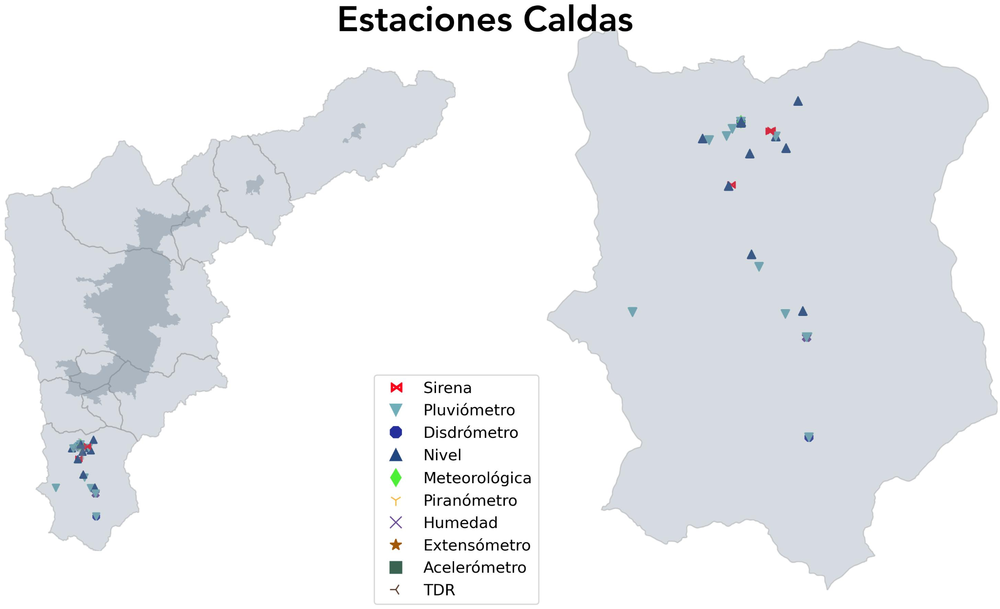 Estaciones Caldas
Sirena
Pluviómetro
Disdrómetro
Nivel
Meteorológica
Piranómetro
Humedad
Extensómetro
Acelerómetro
TDR